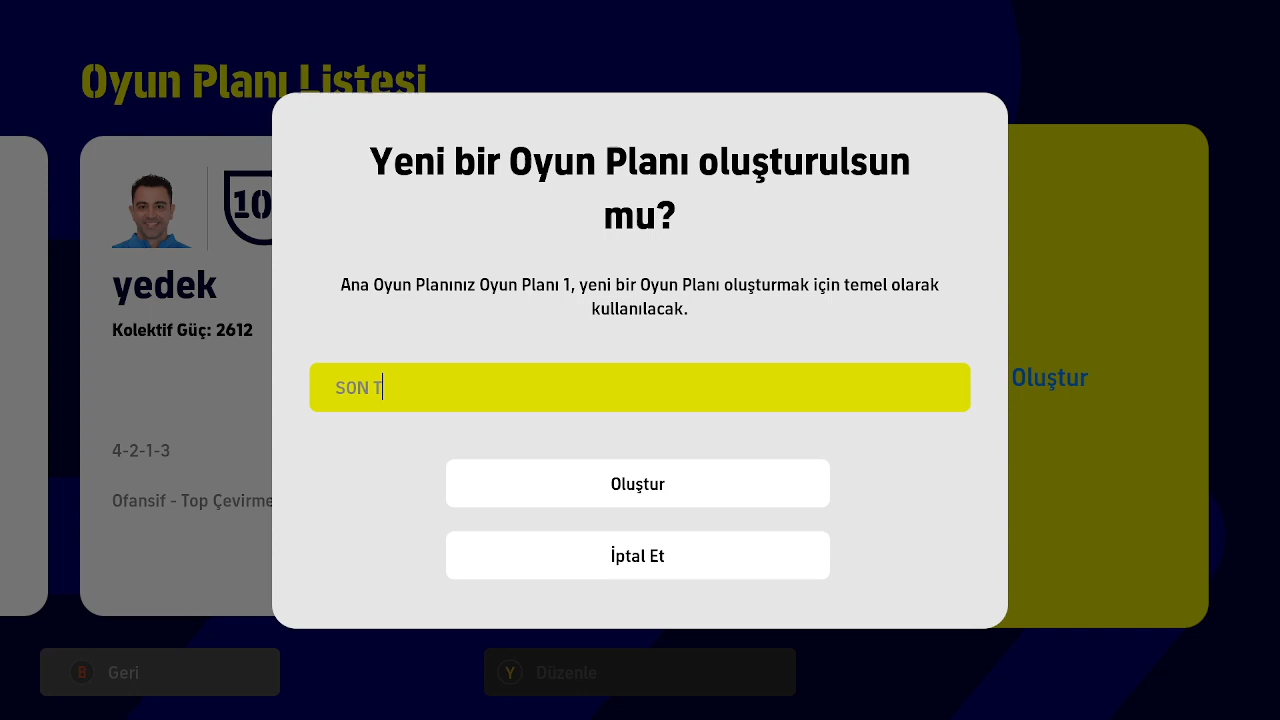 Oyun Planı Listesi
Yeni bir Oyun Planı oluşturulsun
mu?
Ana Oyun Planınız Oyun Planı 1, yeni bir Oyun Planı oluşturmak için temel olarak
kullanılacak.
SON T
Oluştur
İptal Et
10
yedek
Kolektif Güç: 2612
4-2-1-3
Ofansif - Top Çevirme
Oluştur
B Geri
Y Düzenle